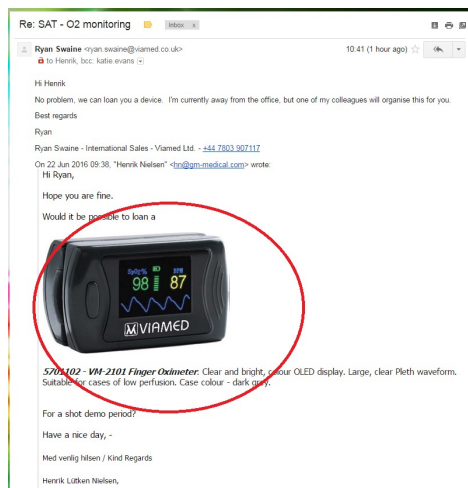 Re: SAT - O2 monitoring Inbox x
Ryan Swaine <ryan.swaine@viamed.co.uk> 10:41 (1 hour ago)
to Henrik, bcc: katie.evans
Hi Henrik
No problem, we can loan you a device. I'm currently away from the office, but one of my colleagues will organise this for you.
Best regards
Ryan
Ryan Swaine - International Sales - Viamed Ltd. - +44 7803 907117
On 22 Jun 2016 09:38, "Henrik Nielsen" <hn@gm-medical.com> wrote:
Hi Ryan,
Hope you are fine.
Would it be possible to loan a
SpO2% BPM
98 87
VIAMED
5701102 - VM-2101 Finger Oximeter: Clear and bright, colour OLED display. Large, clear Pleth waveform.
Suitable for cases of low perfusion. Case colour - dark grey.
For a shot demo period?
Have a nice day, -
Med venlig hilsen / Kind Regards
Henrik Lütken Nielsen,